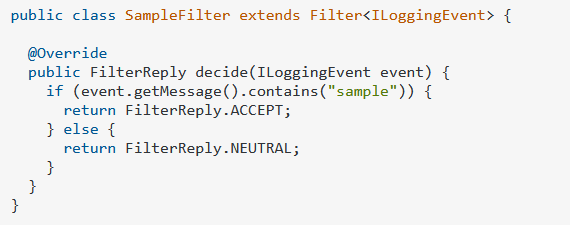 public class SampleFilter extends Filter<ILoggingEvent> {
@Override
public FilterReply decide(ILoggingEvent event) {
if (event.getMessage().contains("sample")) {
return FilterReply.ACCEPT;
} else {
return FilterReply.NEUTRAL;
}
}
}